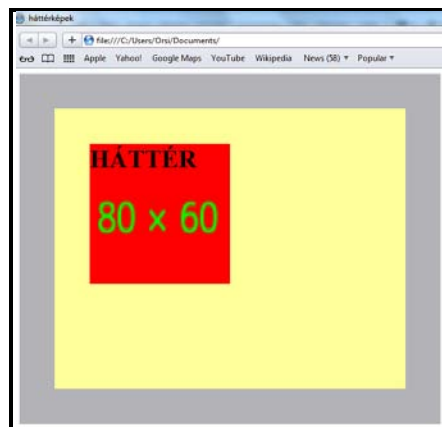 háttérképek
file:///C:/Users/Orsi/Documents/
Apple Yahoo! Google Maps YouTube Wikipedia News (58) ▾ Popular ▾
HÁTTÉR
80 × 60